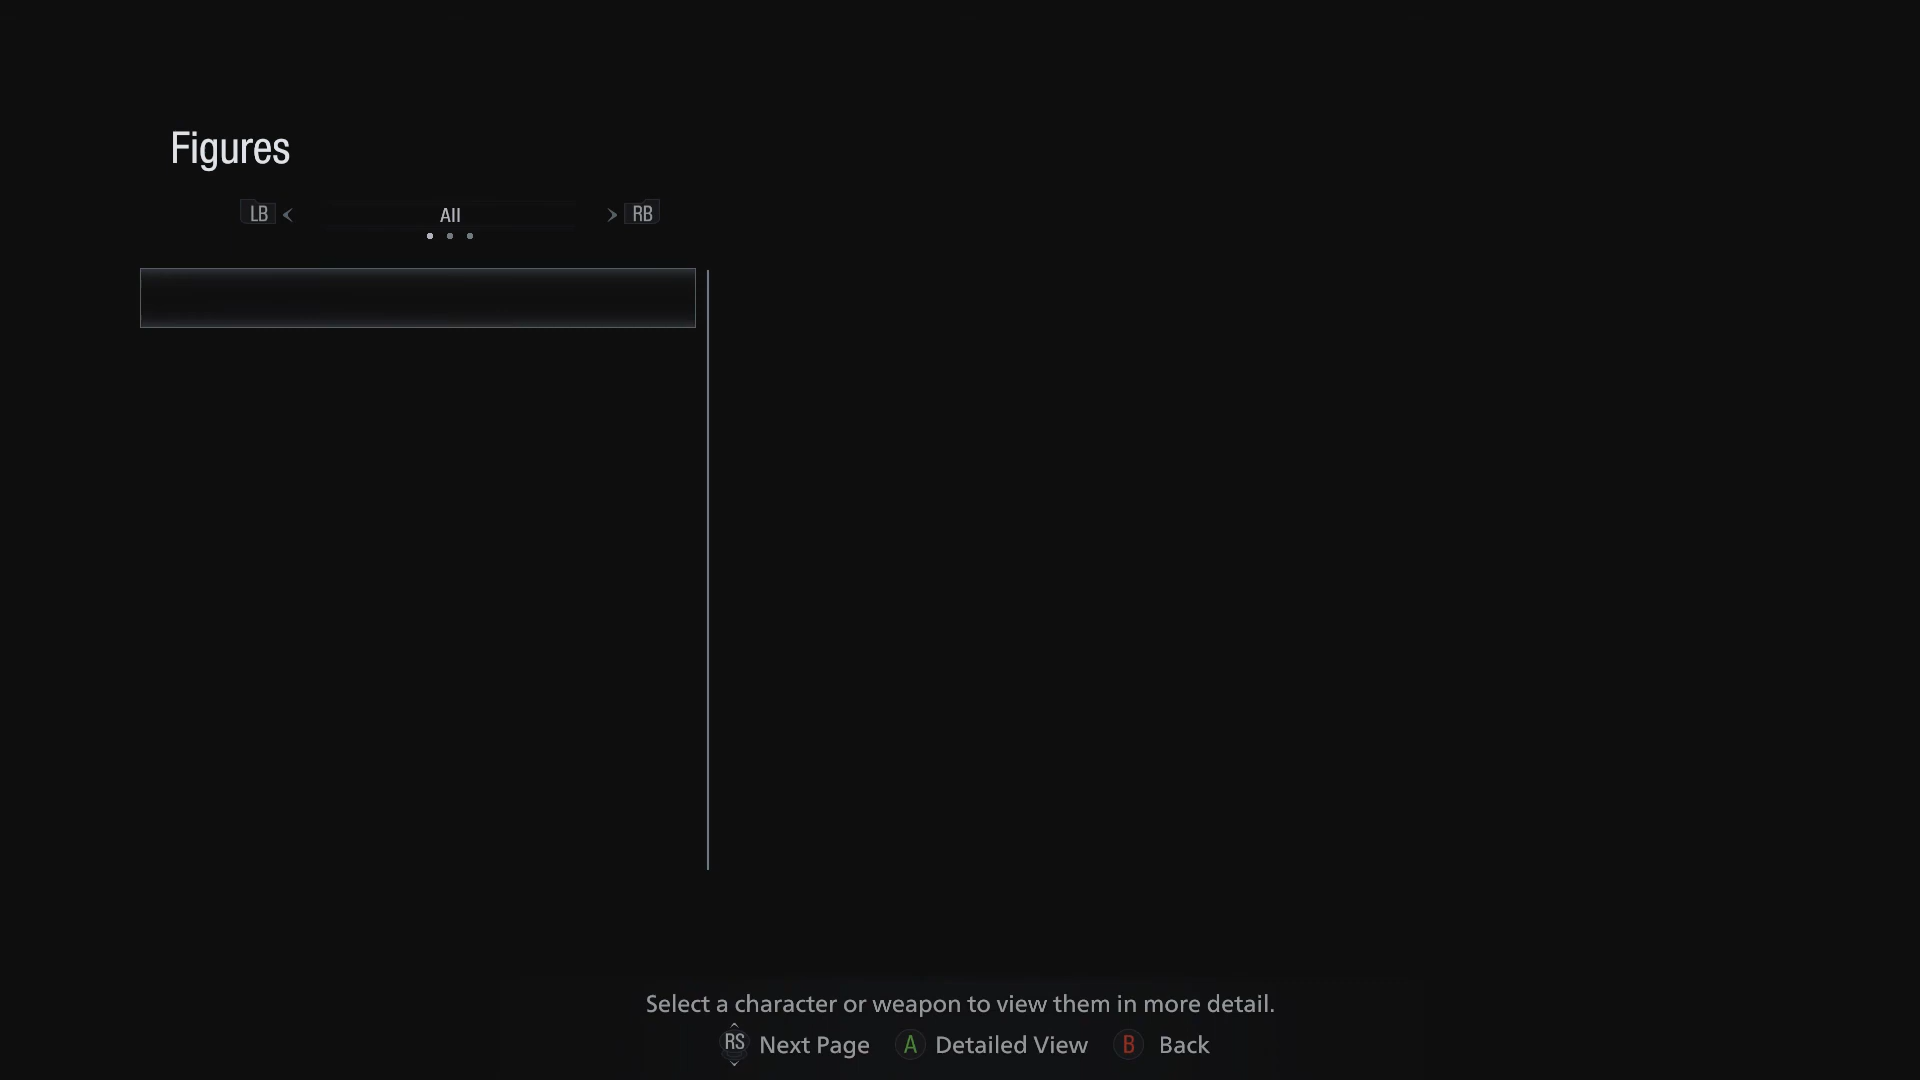 Figures
LB < All > RB
Select a character or weapon to view them in more detail.
RS Next Page A Detailed View B Back